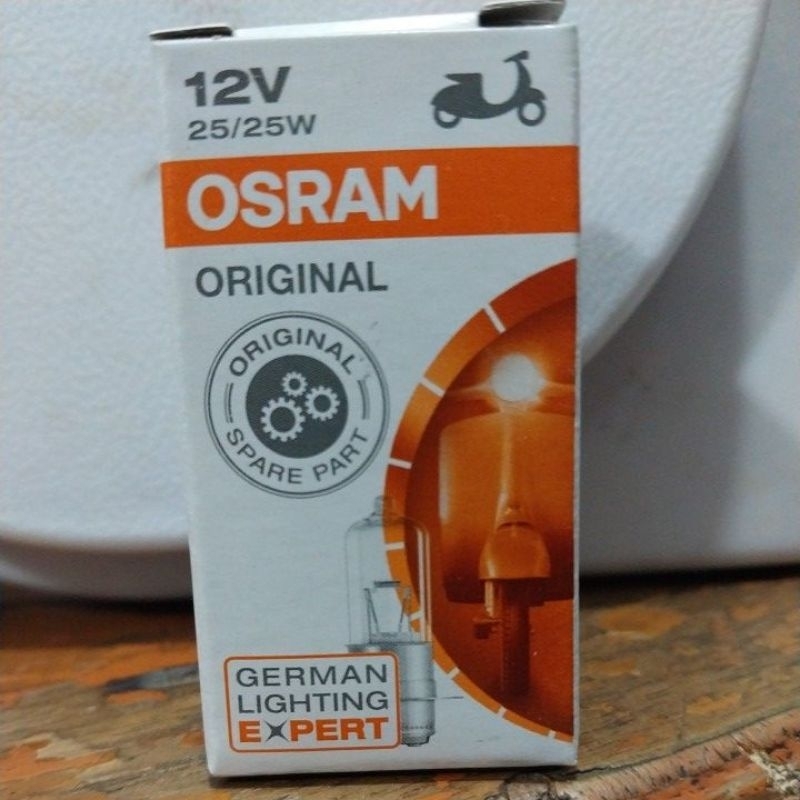 12V
25/25W
OSRAM
ORIGINAL
ORIGINAL
SPARE PART
GERMAN
LIGHTING
EXPERT